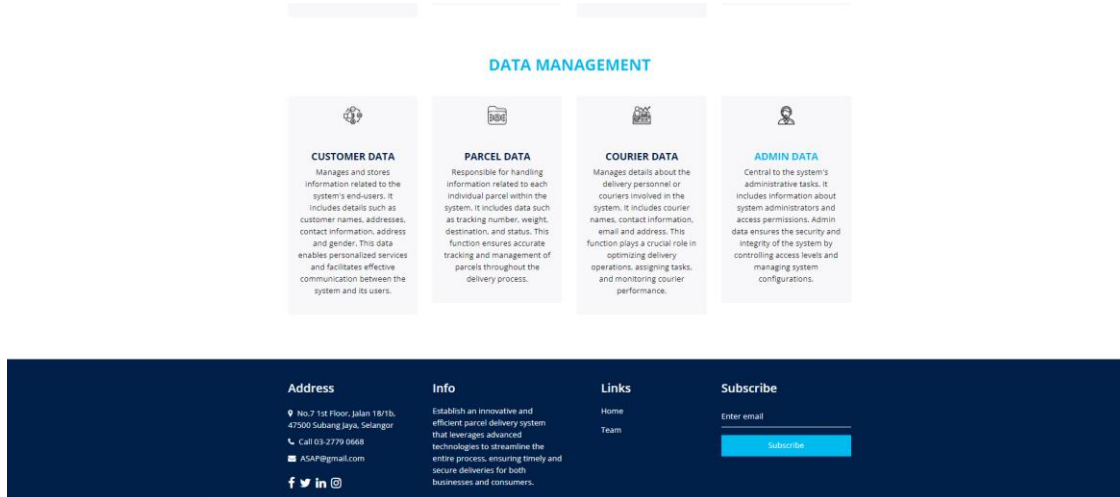 DATA MANAGEMENT
CUSTOMER DATA
Manages and stores
information related to the
system's end-users. It
includes details such as
customer names, addresses,
contact information, address
and gender. This data
enables personalized services
and facilitates effective
communication between the
system and its users.
PARCEL DATA
Responsible for handling
information related to each
individual parcel within the
system. It includes data such
as tracking number, weight,
destination, and status. This
function ensures accurate
tracking and management of
parcels throughout the
delivery process.
COURIER DATA
Manages details about the
delivery personnel or
couriers involved in the
system. It includes courier
names, contact information,
email and address. This
function plays a crucial role in
optimizing delivery
operations, assigning tasks,
and monitoring courier
performance.
ADMIN DATA
Central to the system's
administrative tasks. It
includes information about
system administrators and
access permissions. Admin
data ensures the security and
integrity of the system by
controlling access levels and
managing system
configurations.
Address
No.7 1st Floor, Jalan 18/1b,
47500 Subang Jaya, Selangor
Call 03-2779 0668
ASAP@gmail.com
Info
Establish an innovative and
efficient parcel delivery system
that leverages advanced
technologies to streamline the
entire process, ensuring timely and
secure deliveries for both
businesses and consumers.
Links
Home
Team
Subscribe
Enter email
Subscribe